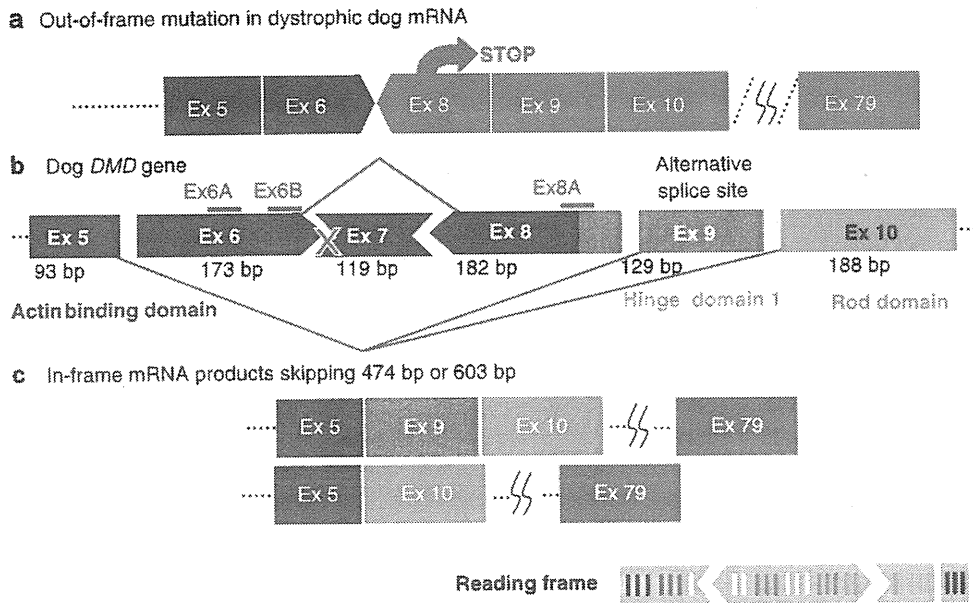 a Out-of-frame mutation in dystrophic dog mRNA
STOP
Ex 5 Ex 6 Ex 8 Ex 9 Ex 10 Ex 79
b Dog DMD gene
Alternative
splice site
Ex6A Ex6B Ex8A
Ex 5 Ex 6 X Ex 7 Ex 8 Ex 9 Ex 10
93 bp 173 bp 119 bp 182 bp 129 bp 188 bp
Actin binding domain Hinge domain 1 Rod domain
c In-frame mRNA products skipping 474 bp or 603 bp
Ex 5 Ex 9 Ex 10 Ex 79
Ex 5 Ex 10 Ex 79
Reading frame